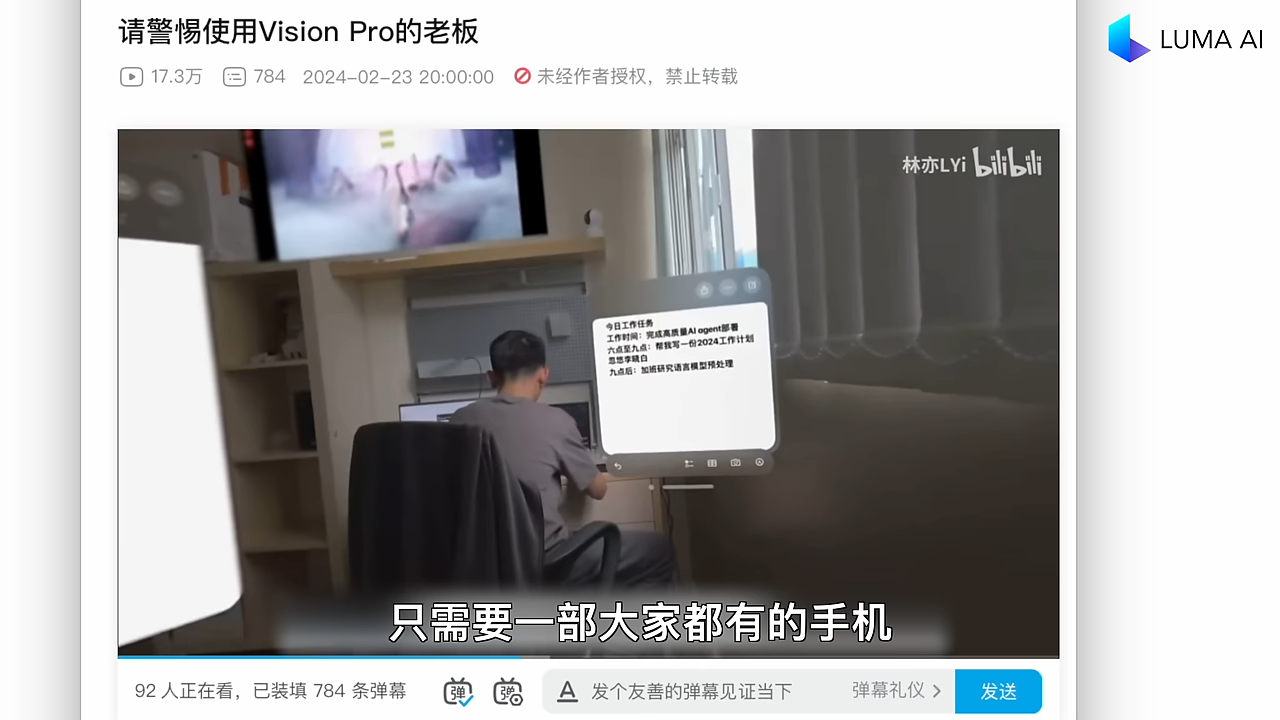 请警惕使用Vision Pro的老板
LUMA AI
17.3万 784 2024-02-23 20:00:00 未经作者授权，禁止转载
林亦LYi bilibili
今日工作任务
工作时间：完成高质量AI agent部署
六点至九点：帮我写一份2024工作计划
忽悠李晓白
九点后：加班研究语言模型预处理
只需要一部大家都有的手机
92 人正在看，已装填 784 条弹幕 弹 弹 A 发个友善的弹幕见证当下 弹幕礼仪 发送